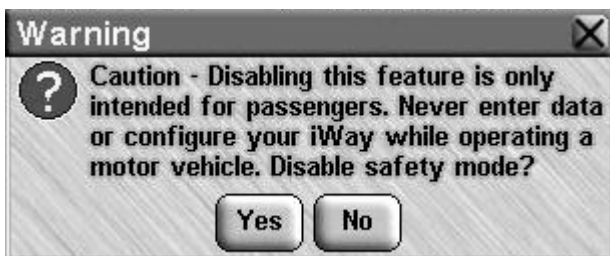 Warning
Caution - Disabling this feature is only
intended for passengers. Never enter data
or configure your iWay while operating a
motor vehicle. Disable safety mode?
Yes No